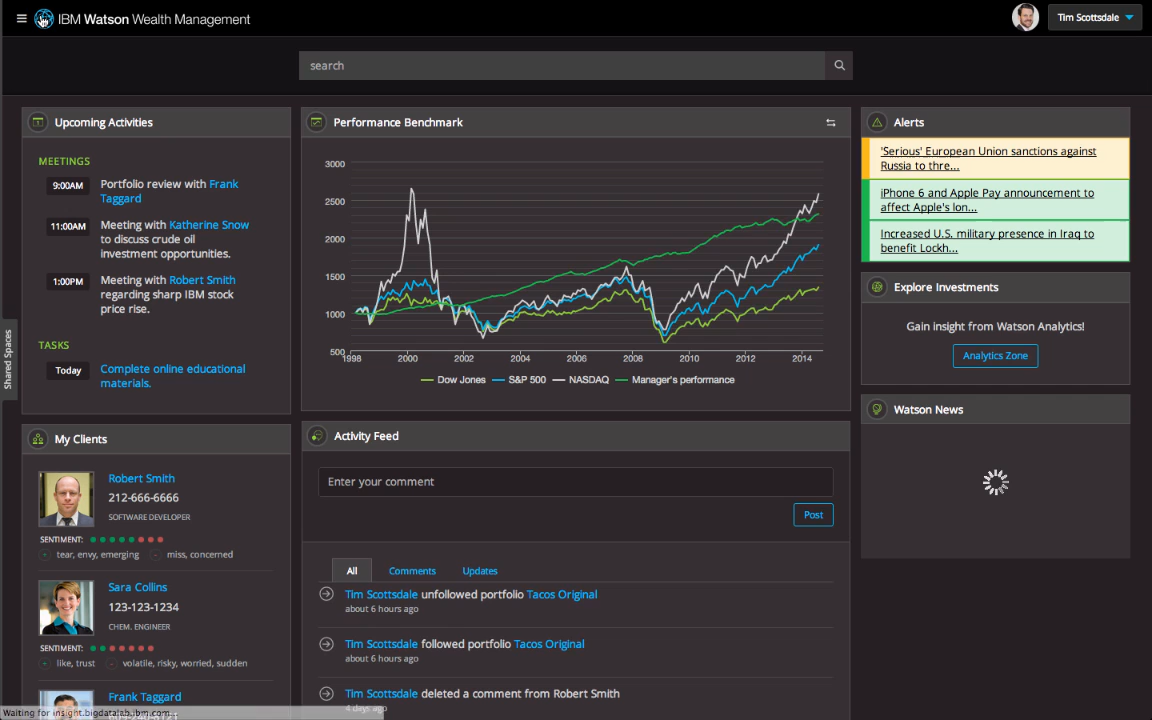 IBM Watson Wealth Management
Tim Scottsdale
search
Upcoming Activities
MEETINGS
9:00AM
Portfolio review with Frank
Taggard
11:00AM
Meeting with Katherine Snow
to discuss crude oil
investment opportunities.
1:00PM
Meeting with Robert Smith
regarding sharp IBM stock
price rise.
TASKS
Today
Complete online educational
materials.
Shared Spaces
My Clients
Robert Smith
212-666-6666
SOFTWARE DEVELOPER
SENTIMENT:
tear, envy, emerging
miss, concerned
Sara Collins
123-123-1234
CHEM. ENGINEER
SENTIMENT:
like, trust
volatile, risky, worried, sudden
Frank Taggard
Waiting for insight.bigdatalab.ibm.com...
Performance Benchmark
3000
2500
2000
1500
1000
500
1998 2000 2002 2004 2006 2008 2010 2012 2014
Dow Jones
S&P 500
NASDAQ
Manager's performance
Activity Feed
Enter your comment
Post
All
Comments
Updates
Tim Scottsdale unfollowed portfolio Tacos Original
about 6 hours ago
Tim Scottsdale followed portfolio Tacos Original
about 6 hours ago
Tim Scottsdale deleted a comment from Robert Smith
4 days ago
Alerts
'Serious' European Union sanctions against
Russia to thre...
iPhone 6 and Apple Pay announcement to
affect Apple's lon...
Increased U.S. military presence in Iraq to
benefit Lockh...
Explore Investments
Gain insight from Watson Analytics!
Analytics Zone
Watson News